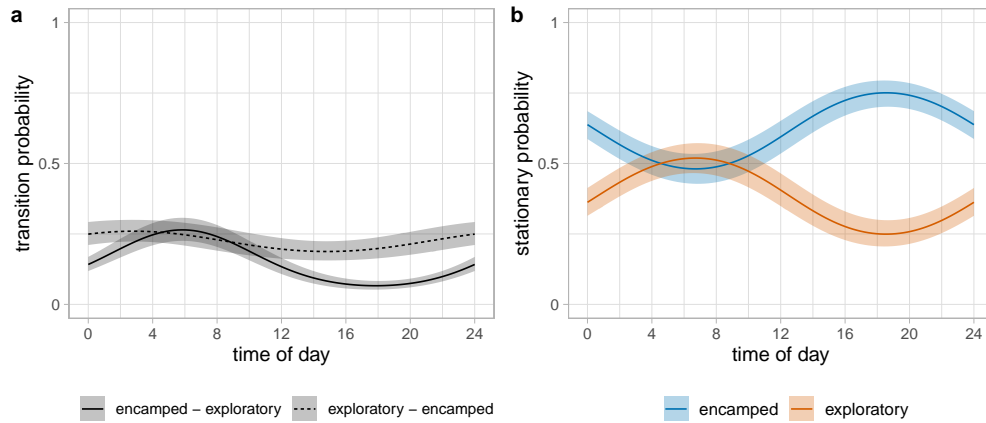 a
1
0.5
0
transition probability
0 4 8 12 16 20 24
time of day
encamped − exploratory exploratory − encamped
b
1
0.5
0
stationary probability
0 4 8 12 16 20 24
time of day
encamped exploratory